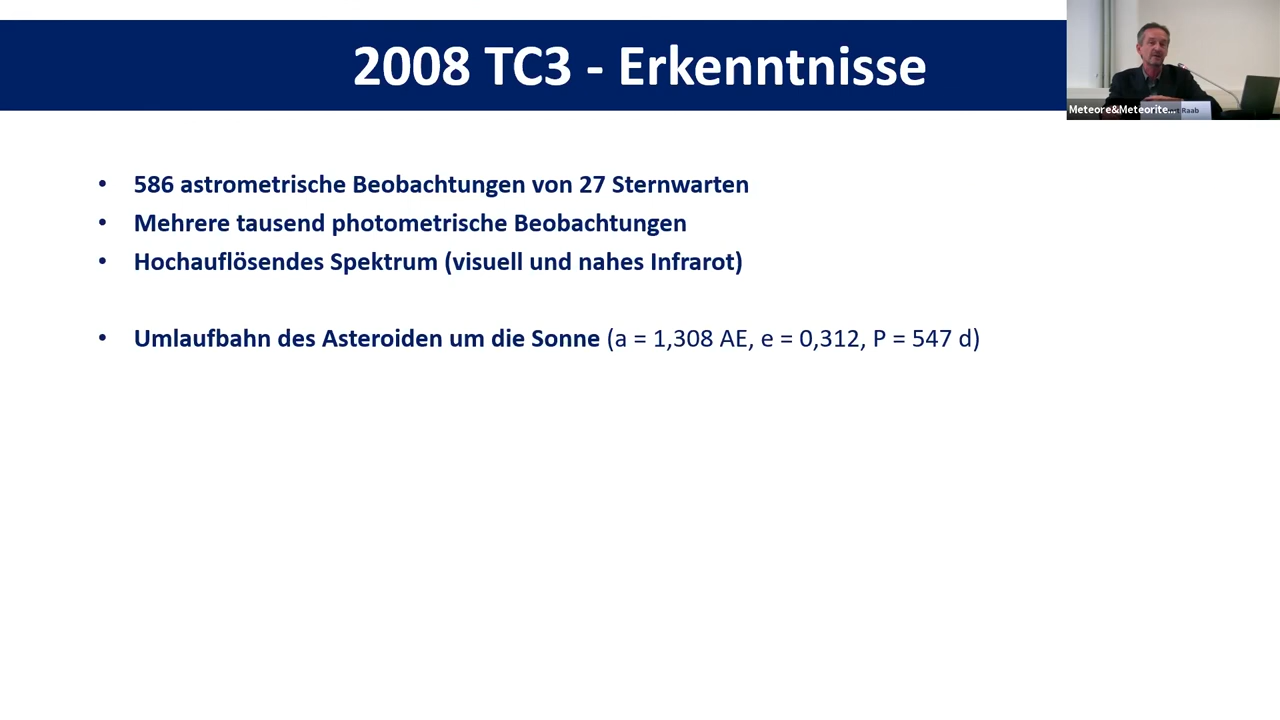 2008 TC3 - Erkenntnisse
Meteore&Meteorite...
Raab
• 586 astrometrische Beobachtungen von 27 Sternwarten
• Mehrere tausend photometrische Beobachtungen
• Hochauflösendes Spektrum (visuell und nahes Infrarot)
• Umlaufbahn des Asteroiden um die Sonne (a = 1,308 AE, e = 0,312, P = 547 d)